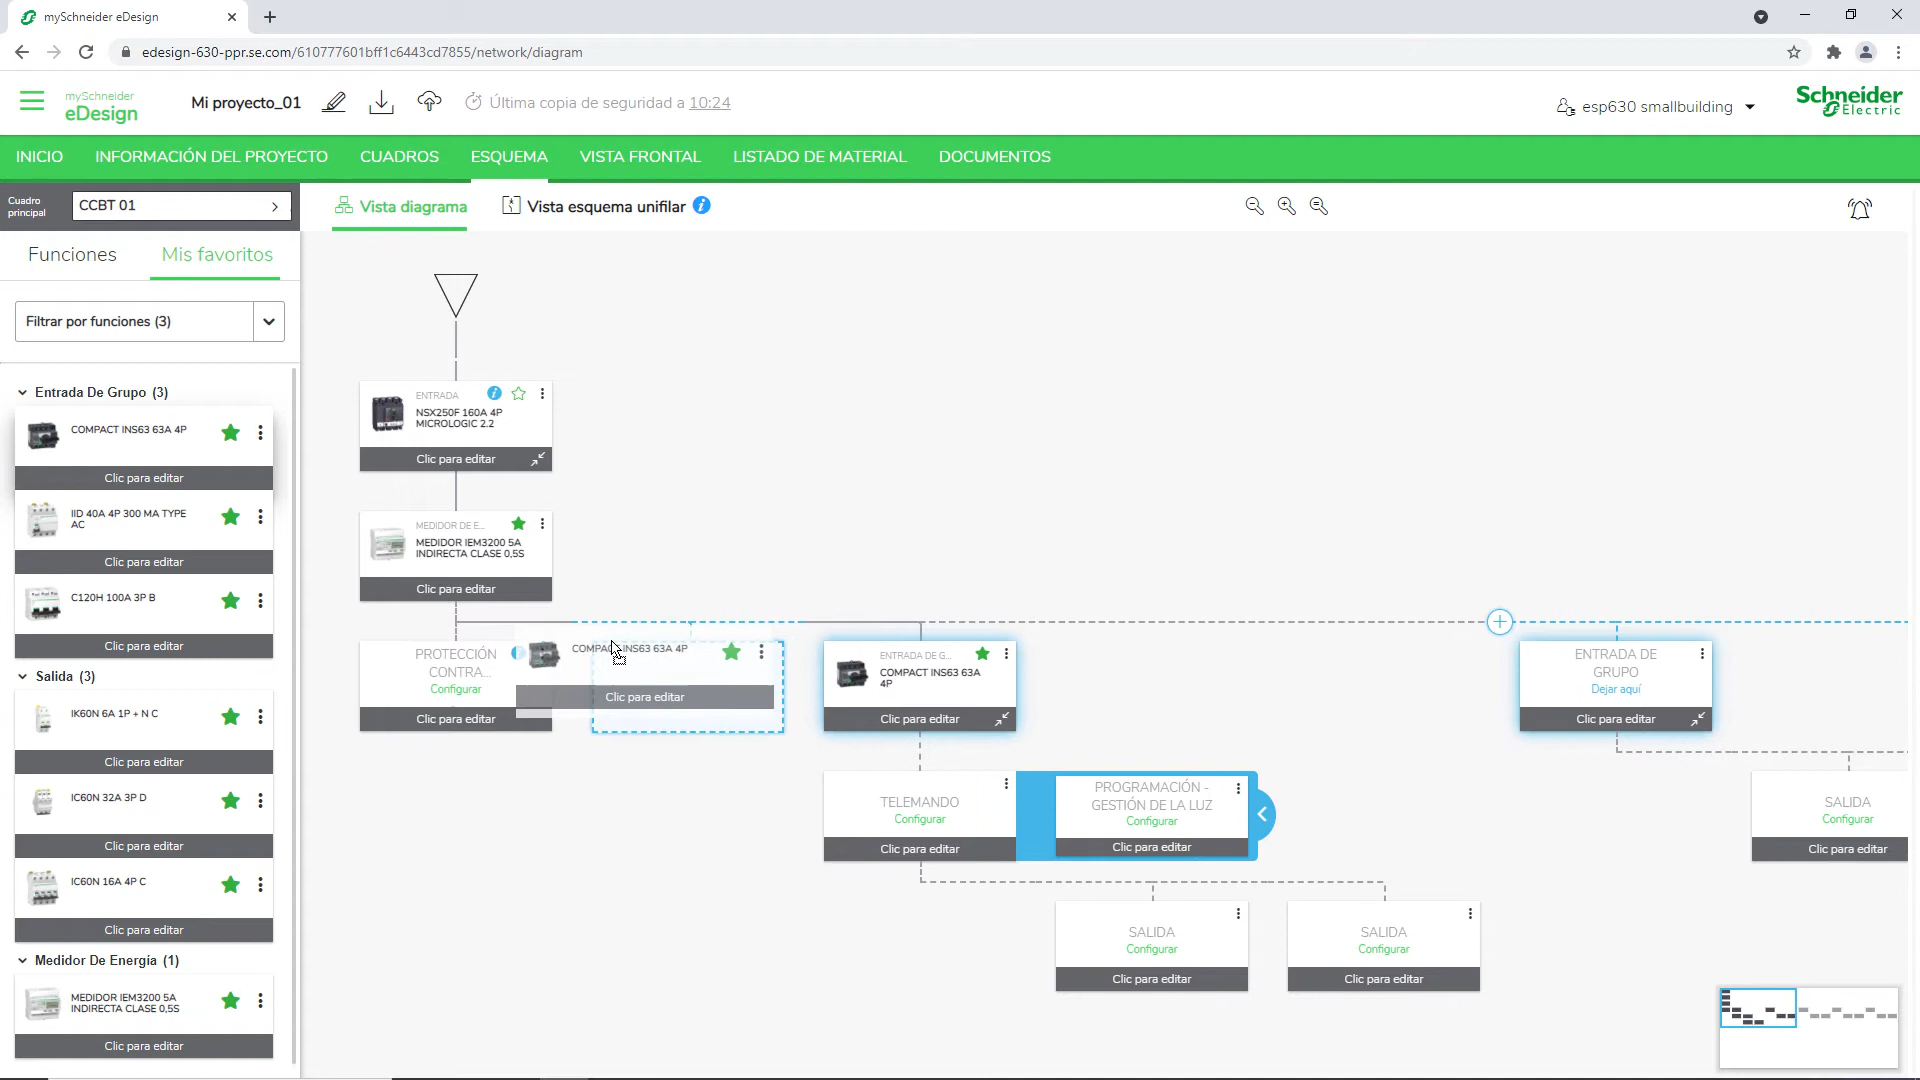 mySchneider eDesign
edesign-630-ppr.se.com/610777601bff1c6443cd7855/network/diagram
mySchneider
eDesign
Mi proyecto_01
Última copia de seguridad a 10:24
esp630 smallbuilding
Schneider
Electric
INICIO
INFORMACIÓN DEL PROYECTO
CUADROS
ESQUEMA
VISTA FRONTAL
LISTADO DE MATERIAL
DOCUMENTOS
Cuadro
principal
CCBT 01
Vista diagrama
Vista esquema unifilar
Funciones
Mis favoritos
Filtrar por funciones (3)
Entrada De Grupo (3)
COMPACT INS63 63A 4P
Clic para editar
IID 40A 4P 300 MA TYPE
AC
Clic para editar
C120H 100A 3P B
Clic para editar
Salida (3)
IK60N 6A 1P + N C
Clic para editar
IC60N 32A 3P D
Clic para editar
IC60N 16A 4P C
Clic para editar
Medidor De Energía (1)
MEDIDOR IEM3200 5A
INDIRECTA CLASE 0,5S
Clic para editar
ENTRADA
NSX250F 160A 4P
MICROLOGIC 2.2
Clic para editar
MEDIDOR DE E...
MEDIDOR IEM3200 5A
INDIRECTA CLASE 0,5S
Clic para editar
PROTECCIÓN
CONTRA...
Configurar
Clic para editar
COMPACT INS63 63A 4P
Clic para editar
ENTRADA DE G...
COMPACT INS63 63A
4P
Clic para editar
ENTRADA DE
GRUPO
Dejar aquí
Clic para editar
TELEMANDO
Configurar
Clic para editar
PROGRAMACIÓN -
GESTIÓN DE LA LUZ
Configurar
Clic para editar
SALIDA
Configurar
Clic para editar
SALIDA
Configurar
Clic para editar
SALIDA
Configurar
Clic para editar